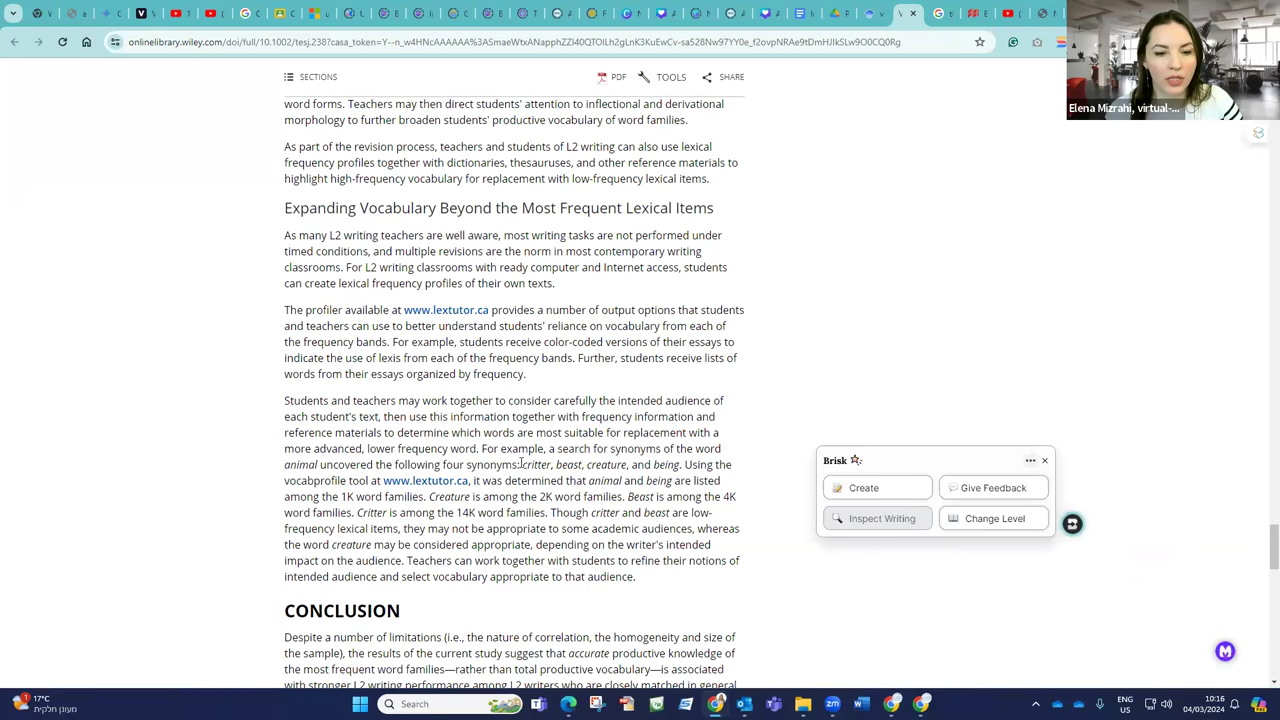 onlinelibrary.wiley.com/doi/full/10.1002/tesj.238?casa_token=Y--n_w4HNcAAAAAA%3ASmaeWtxANapphZZl40QTOlLh2gLnK3KuEwCv-sa528Nw97YY0e_f2ovpNRAe9tDmHJIkSLw9O0CQ0Rg
Elena Mizrahi, virtual-...
SECTIONS
PDF
TOOLS
SHARE
word forms. Teachers may then direct students' attention to inflectional and derivational
morphology to further broaden students' productive vocabulary of word families.
As part of the revision process, teachers and students of L2 writing can also use lexical
frequency profiles together with dictionaries, thesauruses, and other reference materials to
highlight high-frequency vocabulary for replacement with low-frequency lexical items.
Expanding Vocabulary Beyond the Most Frequent Lexical Items
As many L2 writing teachers are well aware, most writing tasks are not performed under
timed conditions, and multiple revisions are the norm in most contemporary writing
classrooms. For L2 writing classrooms with ready computer and Internet access, students
can create lexical frequency profiles of their own texts.
The profiler available at www.lextutor.ca provides a number of output options that students
and teachers can use to better understand students' reliance on vocabulary from each of
the frequency bands. For example, students receive color-coded versions of their essays to
indicate the use of lexis from each of the frequency bands. Further, students receive lists of
words from their essays organized by frequency.
Students and teachers may work together to consider carefully the intended audience of
each student's text, then use this information together with frequency information and
reference materials to determine which words are most suitable for replacement with a
more advanced, lower frequency word. For example, a search for synonyms of the word
animal uncovered the following four synonyms: critter, beast, creature, and being. Using the
vocabprofile tool at www.lextutor.ca, it was determined that animal and being are listed
among the 1K word families. Creature is among the 2K word families. Beast is among the 4K
word families. Critter is among the 14K word families. Though critter and beast are low-
frequency lexical items, they may not be appropriate to some academic audiences, whereas
the word creature may be considered appropriate, depending on the writer's intended
impact on the audience. Teachers can work together with students to refine their notions of
intended audience and select vocabulary appropriate to that audience.
Brisk
Create
Give Feedback
Inspect Writing
Change Level
CONCLUSION
Despite a number of limitations (i.e., the nature of correlation, the homogeneity and size of
the sample), the results of the current study suggest that accurate productive knowledge of
the most frequent word families—rather than total productive vocabulary—is associated
with stronger L2 writing performance among L2 writers who are closely matched in general
17°C
מעונן חלקית
Search
ENG
US
10:16
04/03/2024